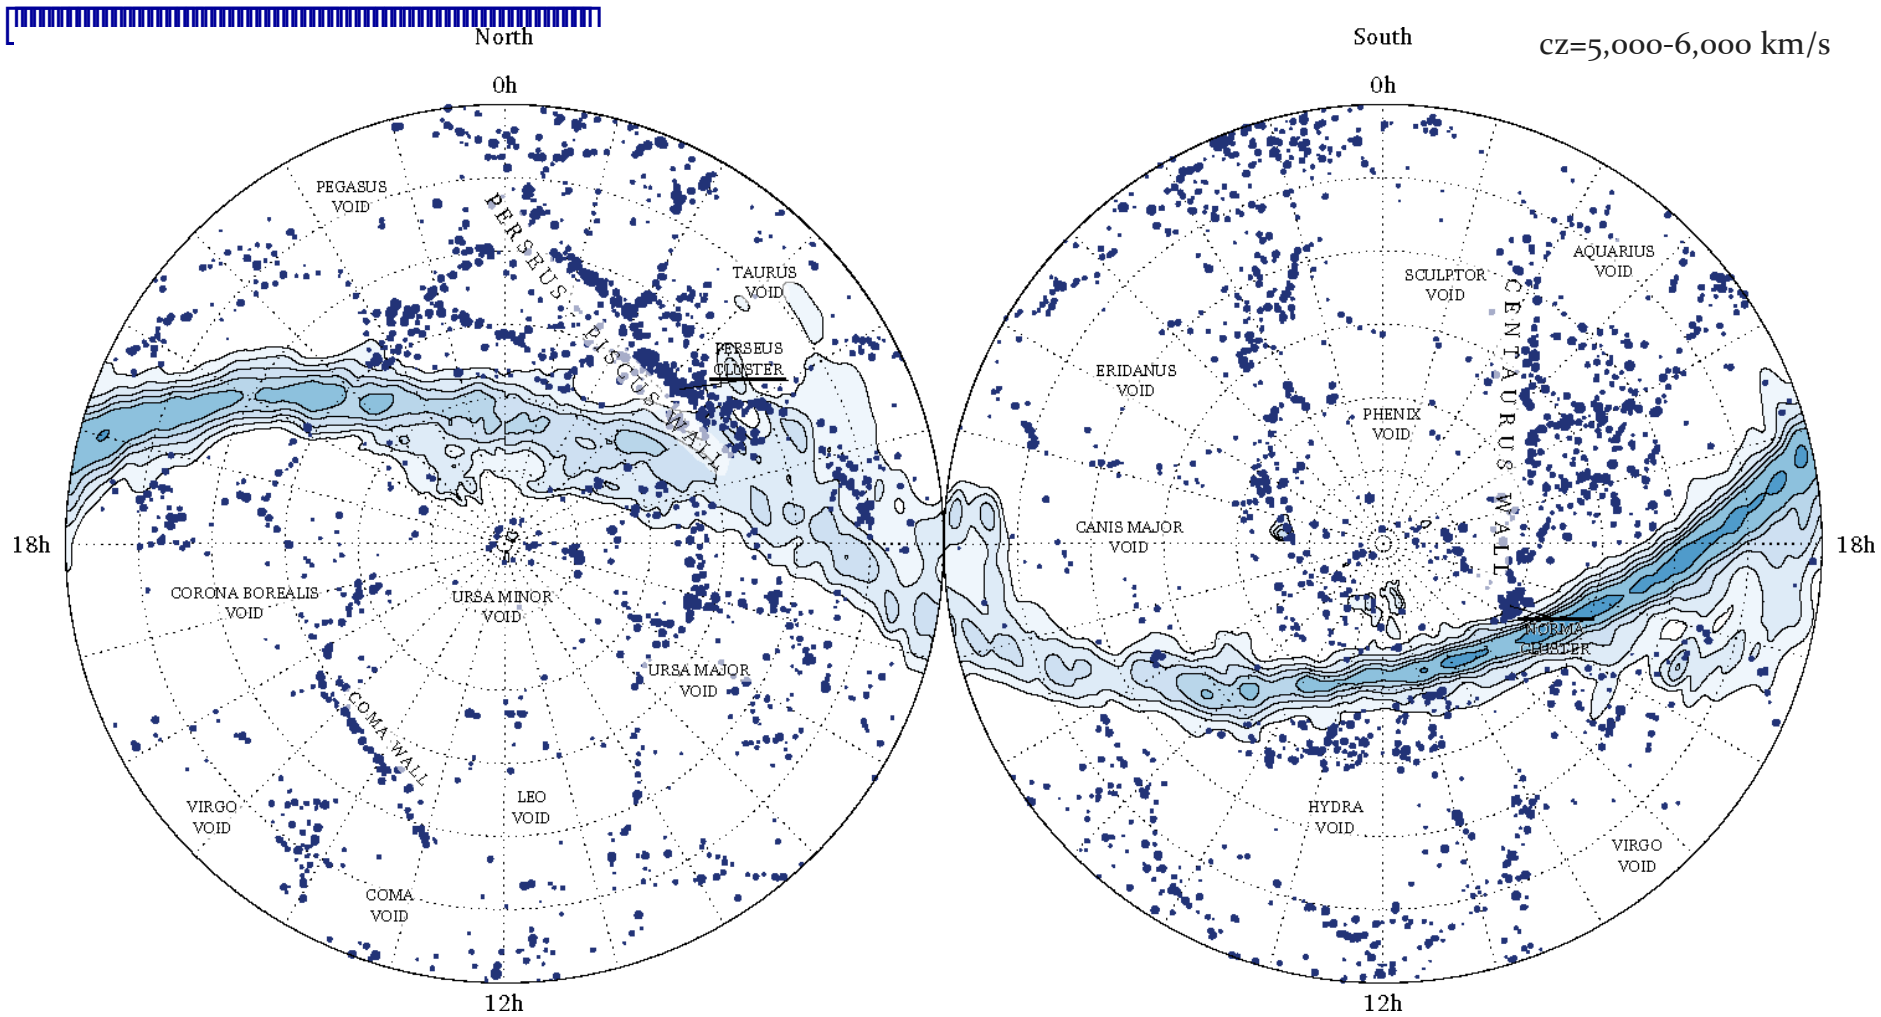 North
South
cz=5,000-6,000 km/s
0h
0h
PEGASUS
VOID
PERSEUS PISCUS WALL
TAURUS
VOID
PERSEUS
CLUSTER
18h
CORONA BOREALIS
VOID
URSA MINOR
VOID
URSA MAJOR
VOID
COMA WALL
VIRGO
VOID
LEO
VOID
COMA
VOID
12h
SCULPTOR
VOID
AQUARIUS
VOID
CENTAURUS WALL
ERIDANUS
VOID
PHENIX
VOID
CANIS MAJOR
VOID
18h
NORMA
CLUSTER
HYDRA
VOID
VIRGO
VOID
12h